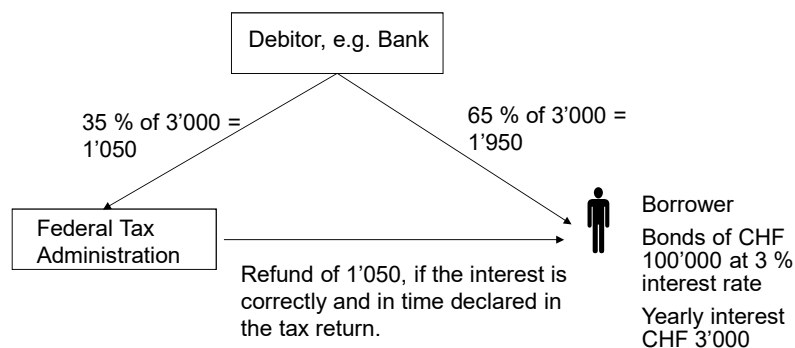 Debitor, e.g. Bank
35 % of 3’000 =
1’050
65 % of 3’000 =
1’950
Federal Tax
Administration
Refund of 1’050, if the interest is
correctly and in time declared in
the tax return.
Borrower
Bonds of CHF
100’000 at 3 %
interest rate
Yearly interest
CHF 3’000